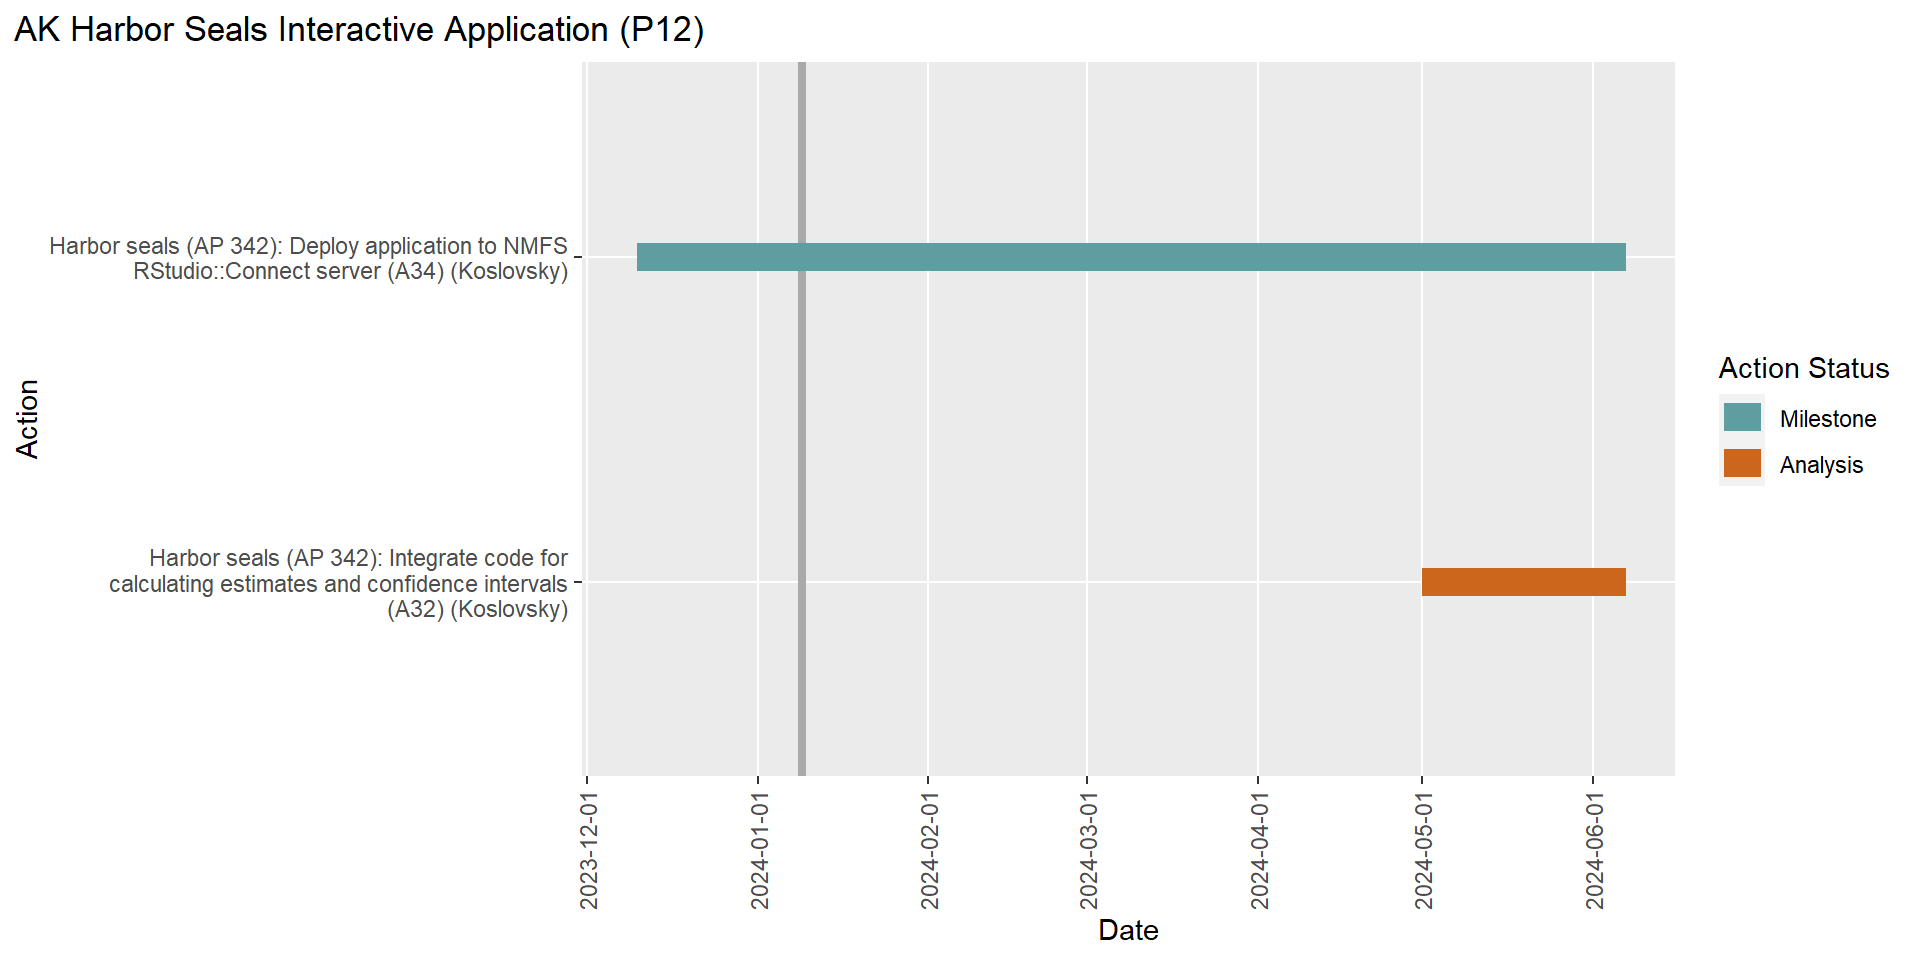 AK Harbor Seals Interactive Application (P12)
Harbor seals (AP 342): Deploy application to NMFS
RStudio::Connect server (A34) (Koslovsky)
Harbor seals (AP 342): Integrate code for
calculating estimates and confidence intervals
(A32) (Koslovsky)
Action
2023-12-01
2024-01-01
2024-02-01
2024-03-01
2024-04-01
2024-05-01
2024-06-01
Date
Action Status
Milestone
Analysis